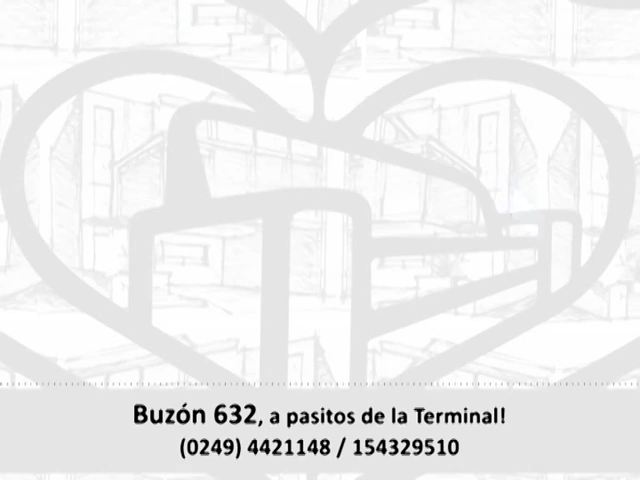 Buzón 632, a pasitos de la Terminal!
(0249) 4421148 / 154329510